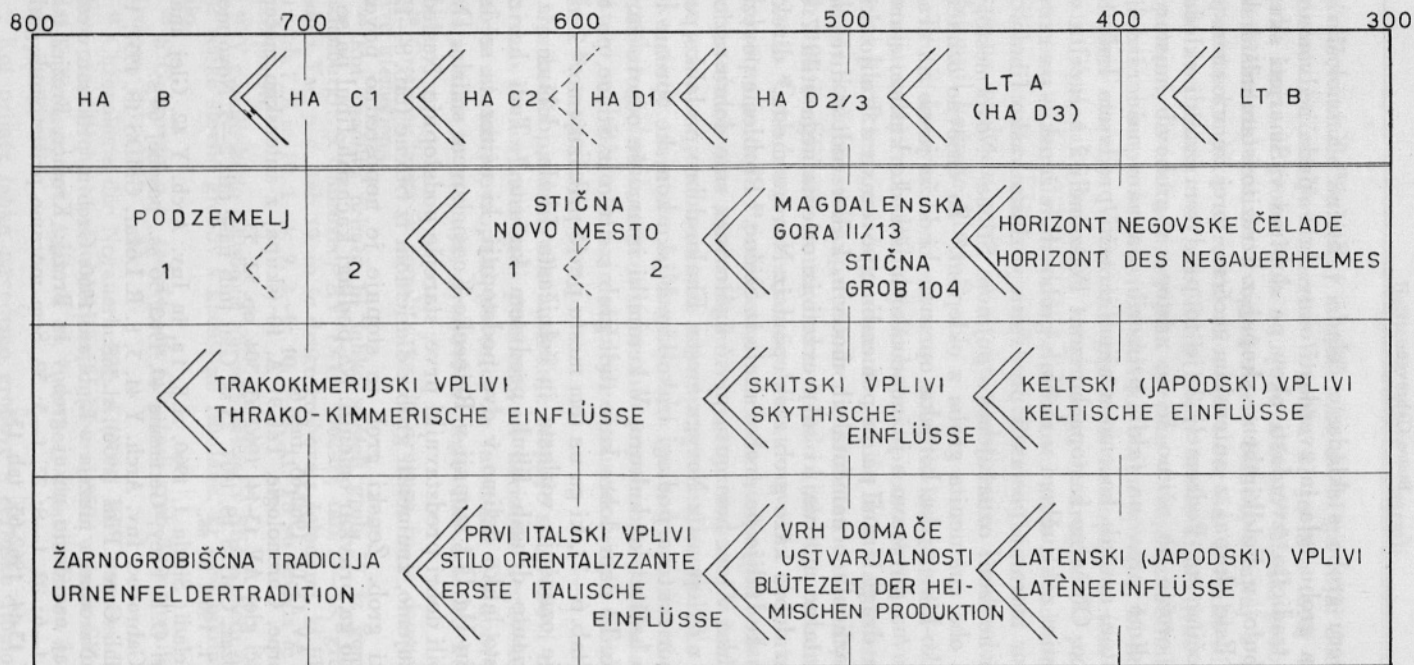 800 700 600 500 400 300
HA B HA C1 HA C2 HA D1 HA D2/3 LT A LT B
(HA D3)
PODZEMELJ
1 2
STIČNA
NOVO MESTO
1 2
MAGDALENSKA
GORA II/13
STIČNA
GROB 104
HORIZONT NEGOVSKE ČELADE
HORIZONT DES NEGAUERHELMES
TRAKOKIMERIJSKI VPLIVI
THRAKO-KIMMERISCHE EINFLÜSSE
SKITSKI VPLIVI
SKYTHISCHE
EINFLÜSSE
KELTSKI (JAPODSKI) VPLIVI
KELTISCHE EINFLÜSSE
ŽARNOGROBIŠČNA TRADICIJA
URNENFELDERTRADITION
PRVI ITALSKI VPLIVI
STILO ORIENTALIZZANTE
ERSTE ITALISCHE
EINFLÜSSE
VRH DOMAČE
USTVARJALNOSTI
BLÜTEZEIT DER HEI-
MISCHEN PRODUKTION
LATENSKI (JAPODSKI) VPLIVI
LATÈNEEINFLÜSSE